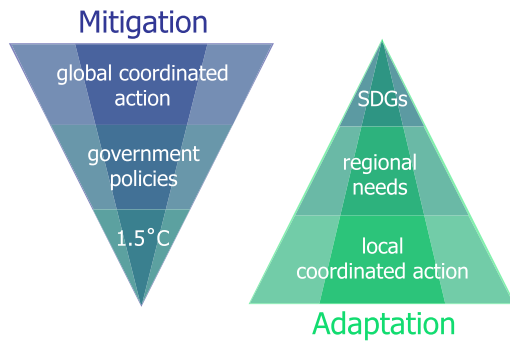 Mitigation
global coordinated
action
government
policies
1.5˚C
SDGs
regional
needs
local
coordinated action
Adaptation